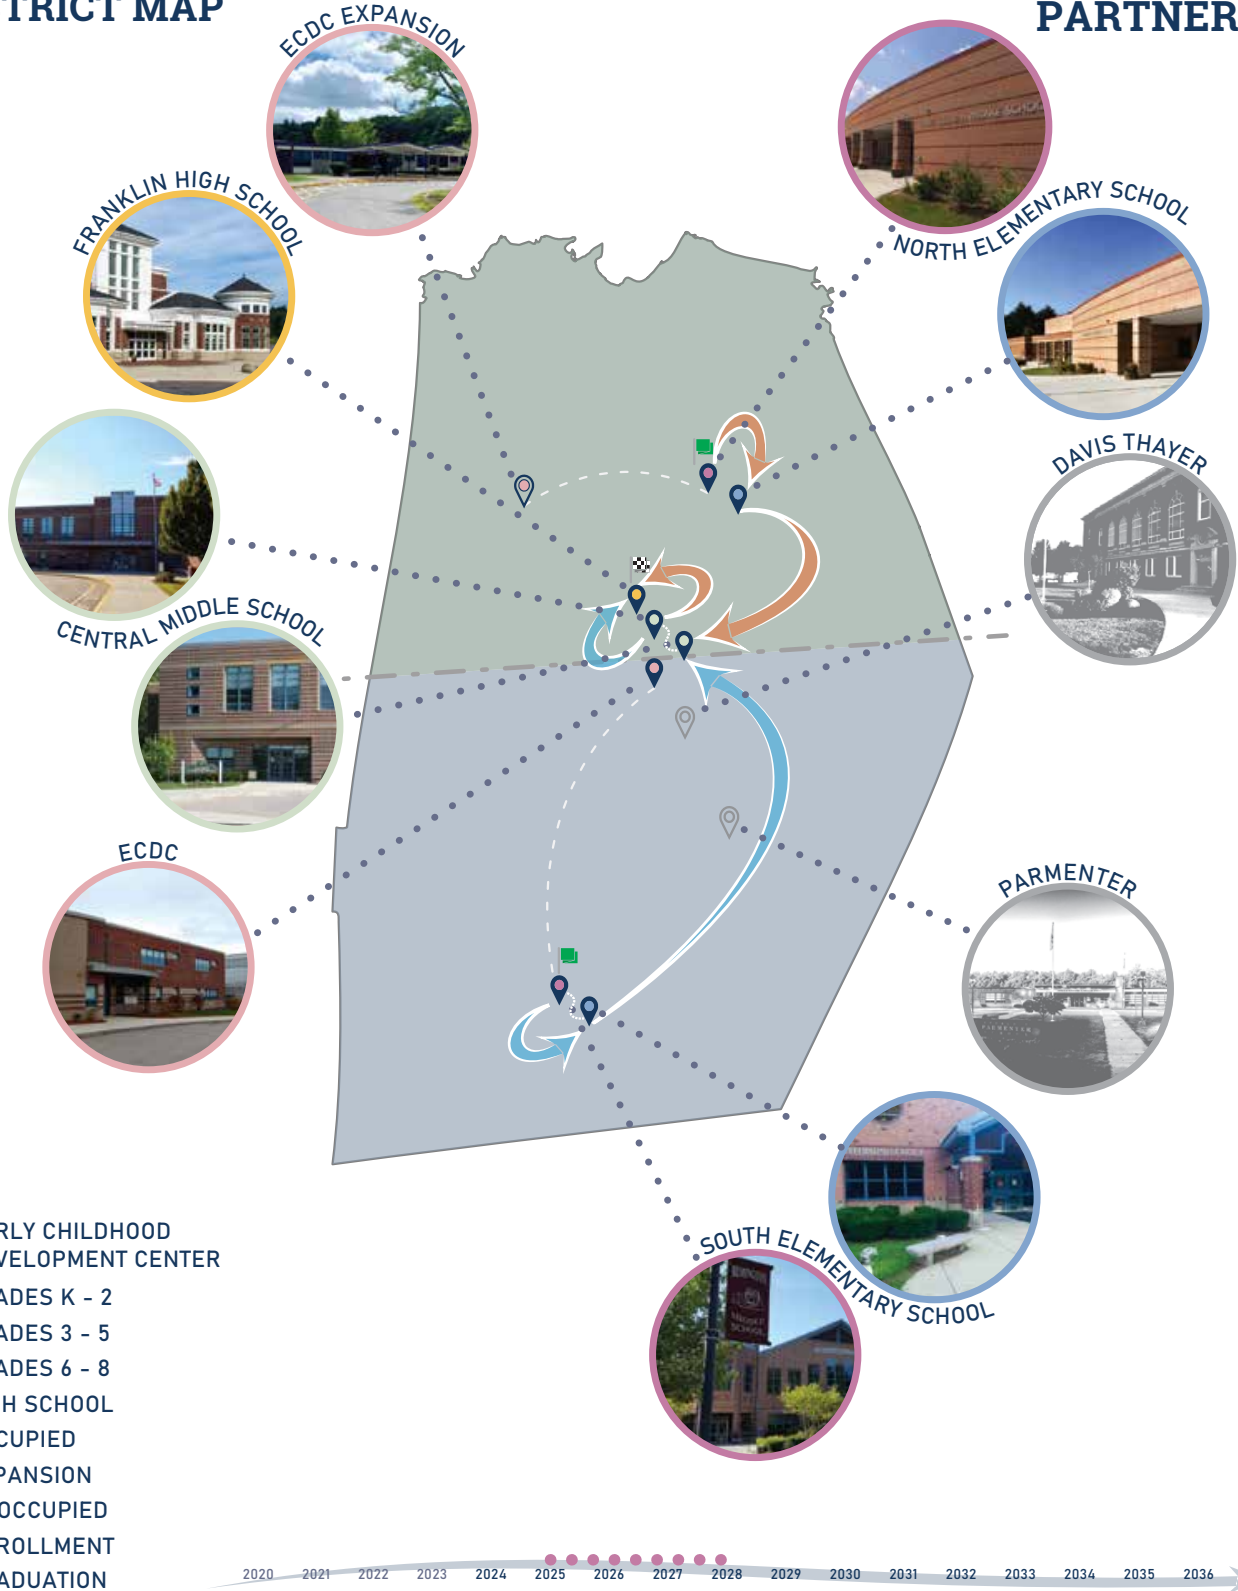 TRICT MAP
PARTNER
ECDC EXPANSION
FRANKLIN HIGH SCHOOL
NORTH ELEMENTARY SCHOOL
DAVIS THAYER
CENTRAL MIDDLE SCHOOL
ECDC
PARMENTER
SOUTH ELEMENTARY SCHOOL
MIDDLE
SCHOOL
RLY CHILDHOOD
VELOPMENT CENTER
ADES K - 2
ADES 3 - 5
ADES 6 - 8
H SCHOOL
CUPIED
PANSION
OCCUPIED
ROLLMENT
ADUATION
2020 2021 2022 2023 2024 2025 2026 2027 2028 2029 2030 2031 2032 2033 2034 2035 2036